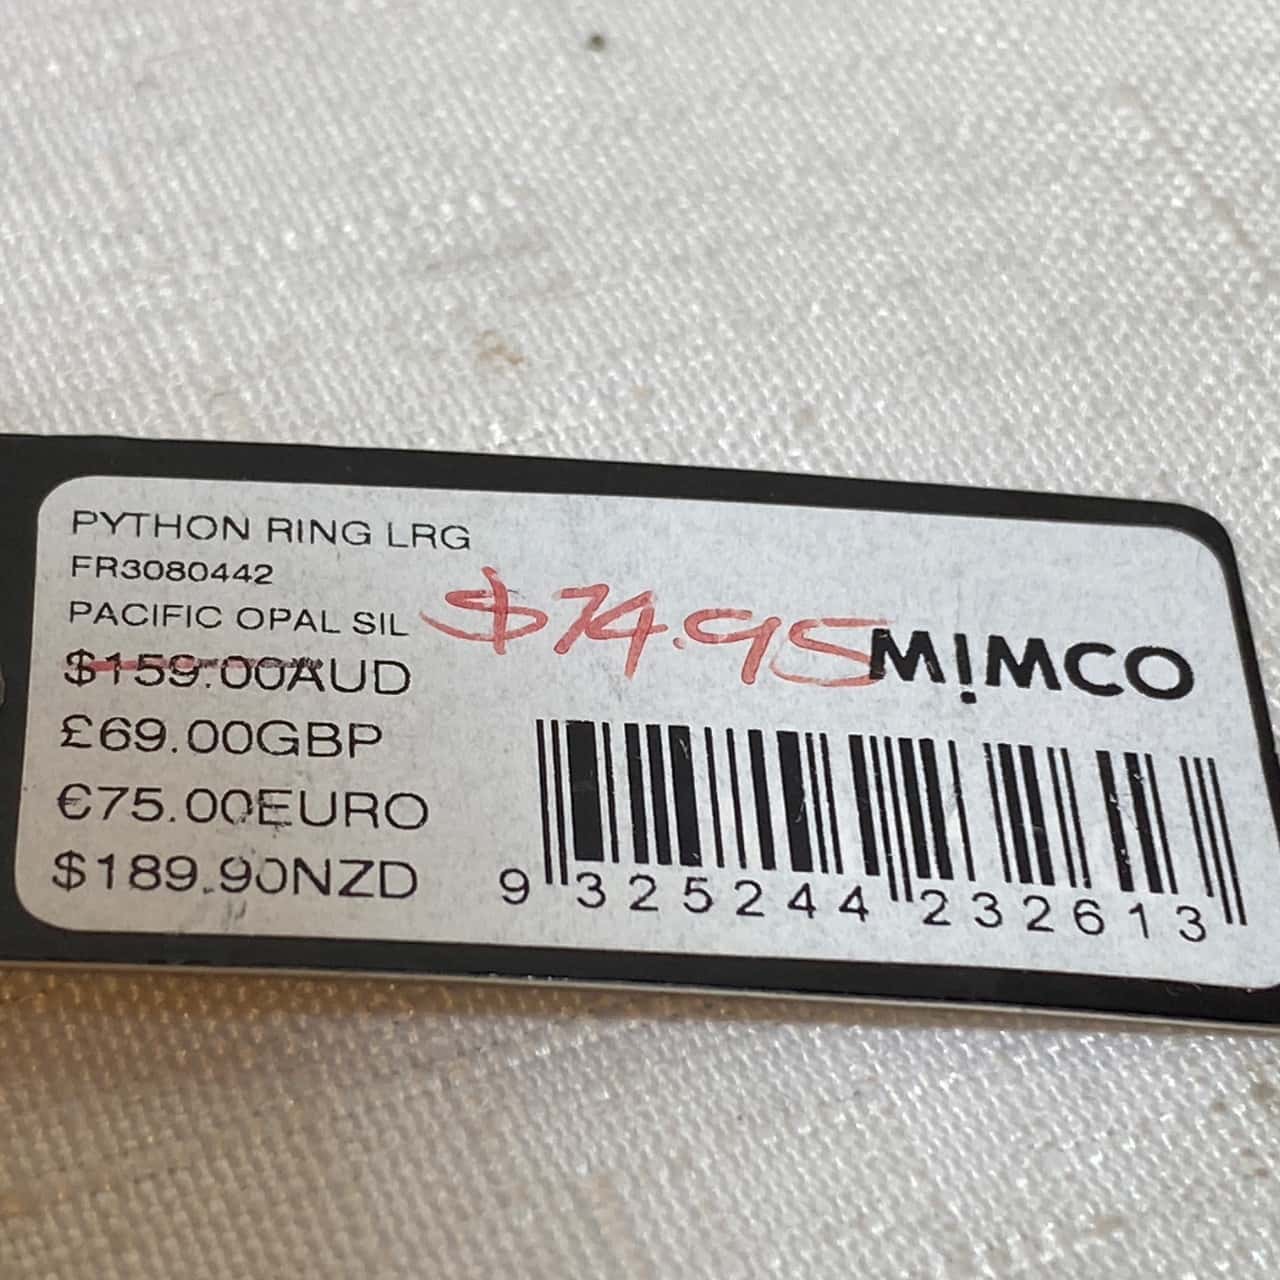 PYTHON RING LRG
FR3080442
PACIFIC OPAL SIL
$74.95
M!MCO
$159.00AUD
£69.00GBP
€75.00EURO
$189.90NZD
9 325244 232613